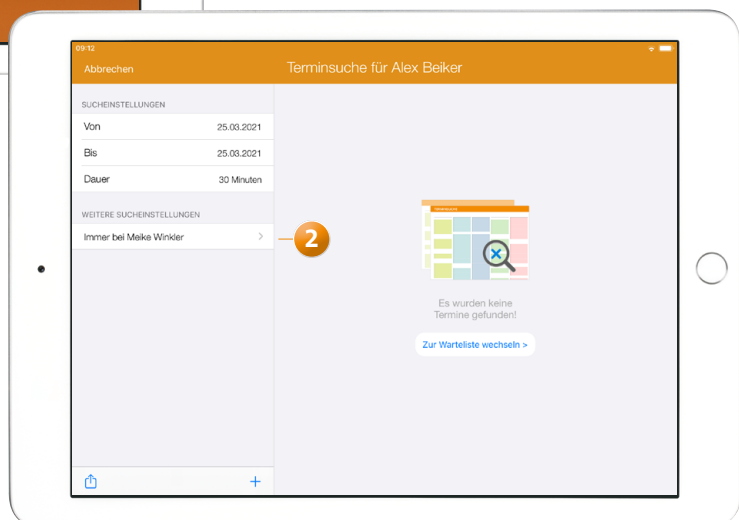 09:12
Abbrechen
Terminsuche für Alex Beiker
SUCHEINSTELLUNGEN
Von 25.03.2021
Bis 25.03.2021
Dauer 30 Minuten
WEITERE SUCHEINSTELLUNGEN
Immer bei Meike Winkler >
2
Es wurden keine
Termine gefunden!
Zur Warteliste wechseln >